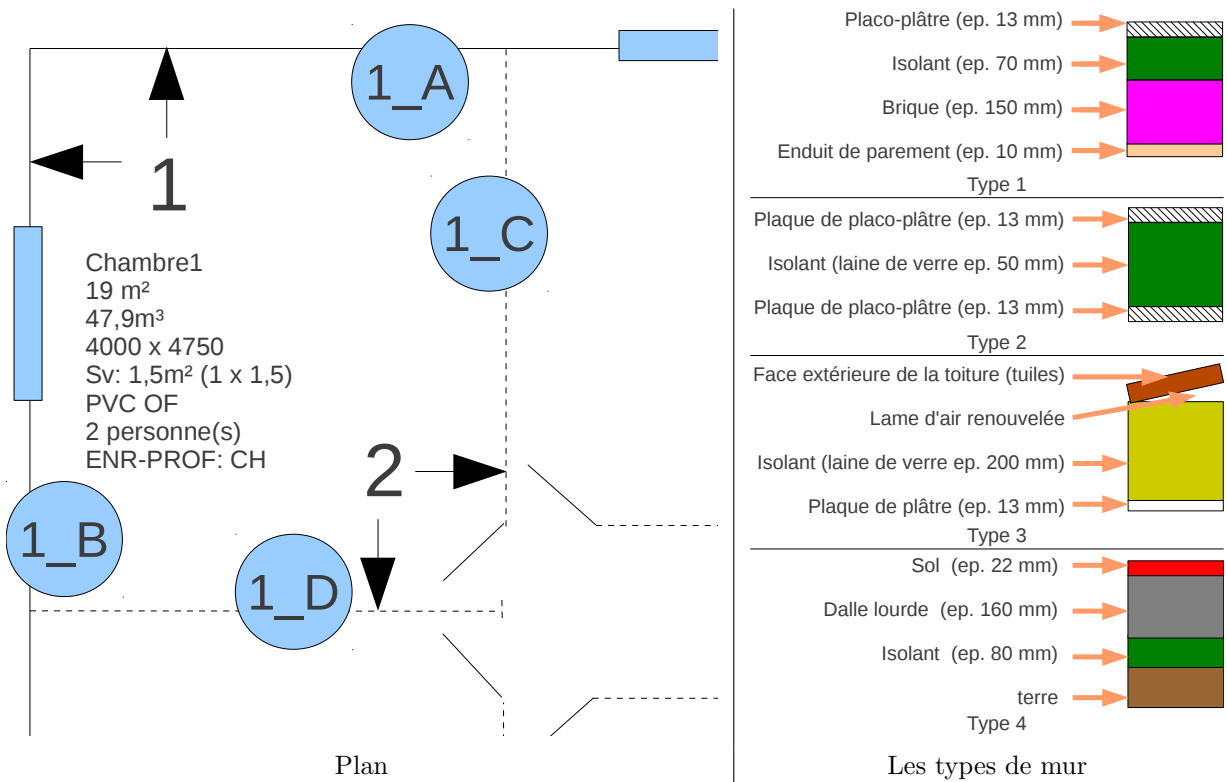 1_A
1
1_C
Chambre1
19 m²
47,9m³
4000 x 4750
Sv: 1,5m² (1 x 1,5)
PVC OF
2 personne(s)
ENR-PROF: CH
2
1_B
1_D
Plan
Placo-plâtre (ep. 13 mm)
Isolant (ep. 70 mm)
Brique (ep. 150 mm)
Enduit de parement (ep. 10 mm)
Type 1
Plaque de placo-plâtre (ep. 13 mm)
Isolant (laine de verre ep. 50 mm)
Plaque de placo-plâtre (ep. 13 mm)
Type 2
Face extérieure de la toiture (tuiles)
Lame d'air renouvelée
Isolant (laine de verre ep. 200 mm)
Plaque de plâtre (ep. 13 mm)
Type 3
Sol (ep. 22 mm)
Dalle lourde (ep. 160 mm)
Isolant (ep. 80 mm)
terre
Type 4
Les types de mur